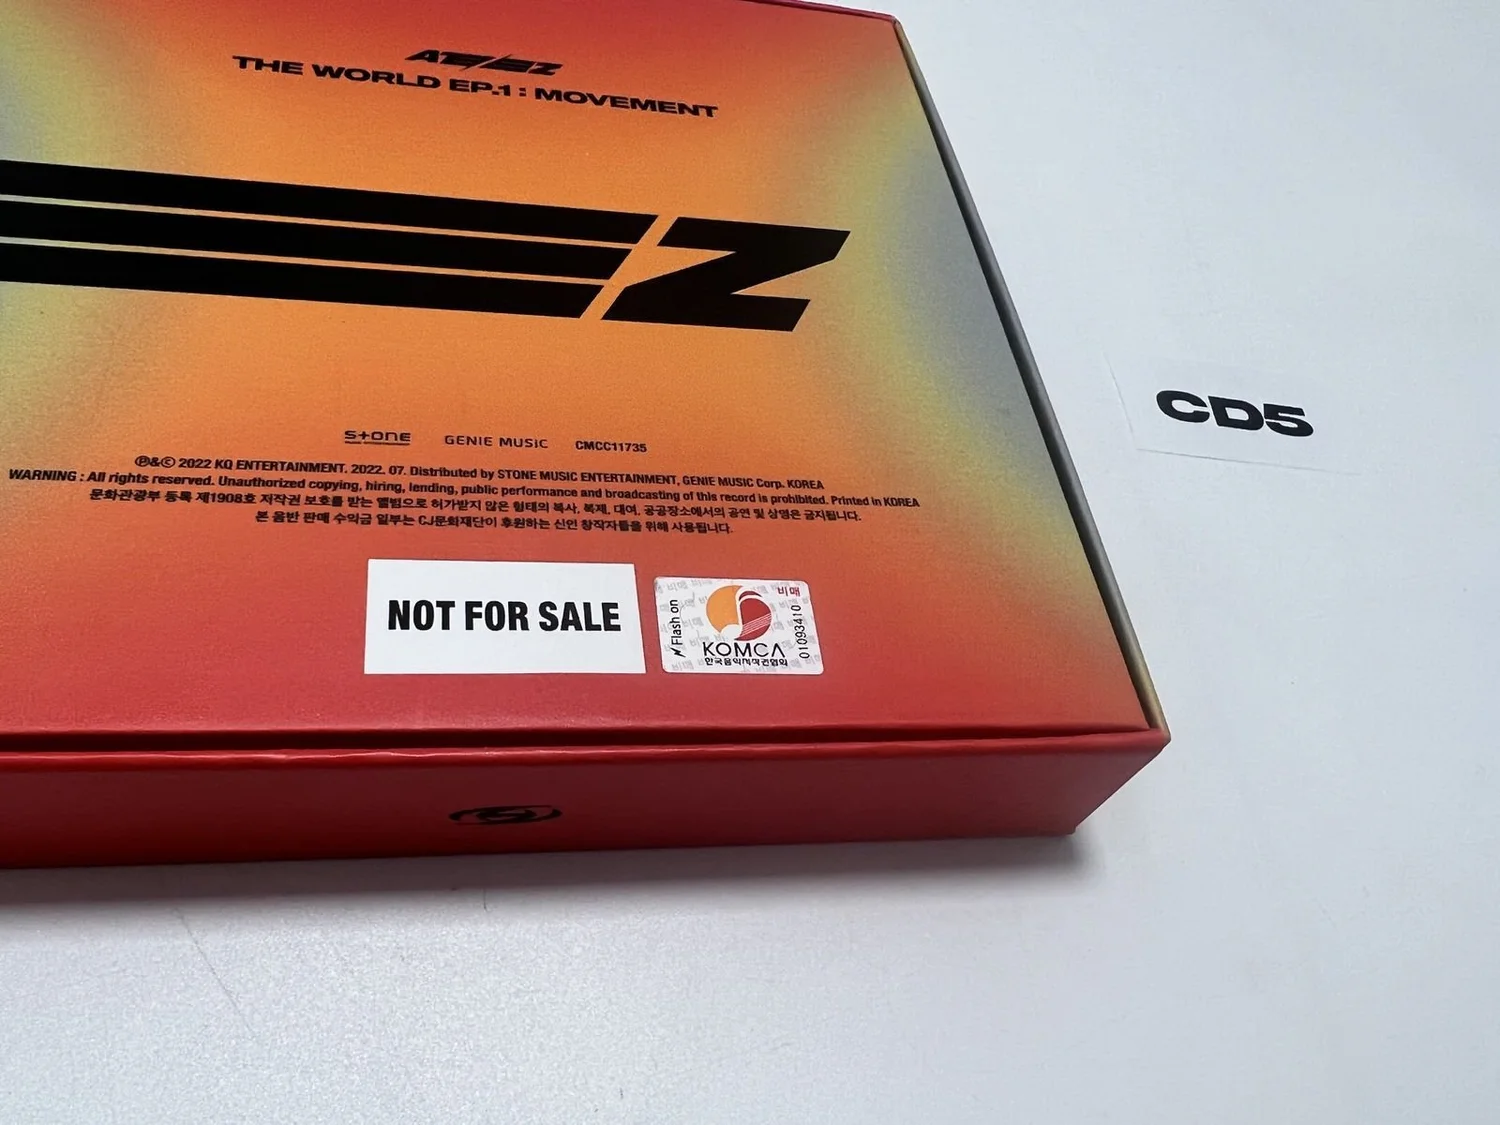 ATEEZ
THE WORLD EP.1 : MOVEMENT
Z
CD5
STONE GENIE MUSIC CMCC11735
℗&© 2022 KQ ENTERTAINMENT. 2022. 07. Distributed by STONE MUSIC ENTERTAINMENT, GENIE MUSIC Corp. KOREA
WARNING : All rights reserved. Unauthorized copying, hiring, lending, public performance and broadcasting of this record is prohibited. Printed in KOREA
문화관광부 등록 제1908호 저작권 보호를 받는 앨범으로 허가받지 않은 형태의 복사, 복제, 대여, 공공장소에서의 공연 및 상영은 금지됩니다.
본 음반 판매 수익금 일부는 CJ문화재단이 후원하는 신인 창작자들을 위해 사용됩니다.
NOT FOR SALE
Flash on
비매
01093410
KOMCA
한국음악저작권협회